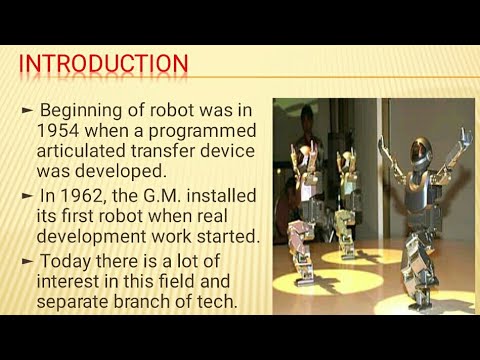 INTRODUCTION
► Beginning of robot was in
1954 when a programmed
articulated transfer device
was developed.
► In 1962, the G.M. installed
its first robot when real
development work started.
► Today there is a lot of
interest in this field and
separate branch of tech.